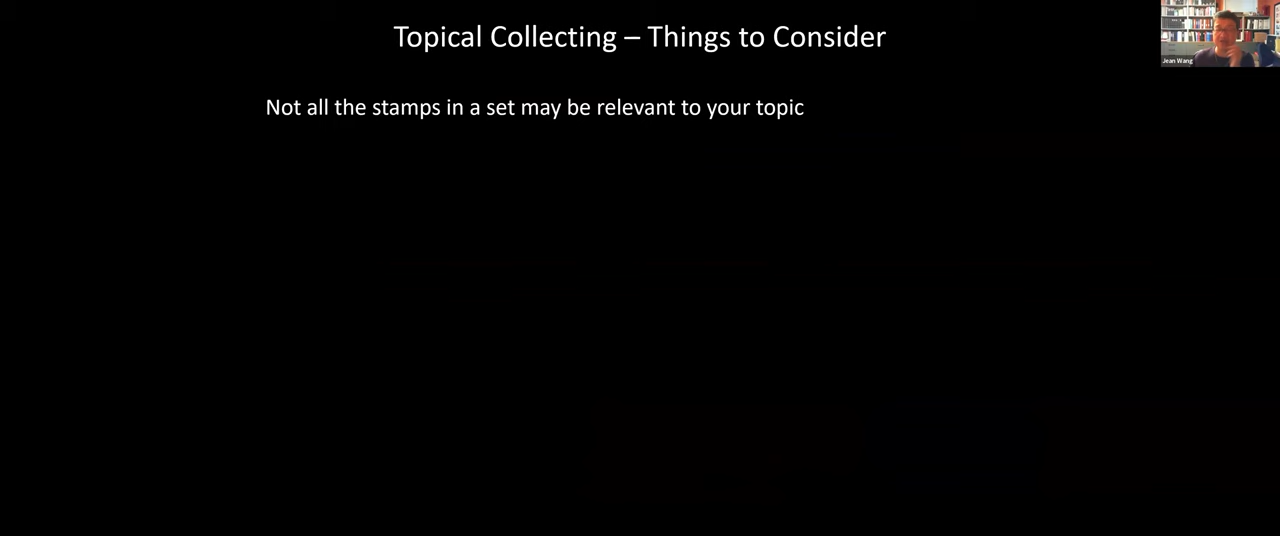 Topical Collecting – Things to Consider
Jean Wang
Not all the stamps in a set may be relevant to your topic